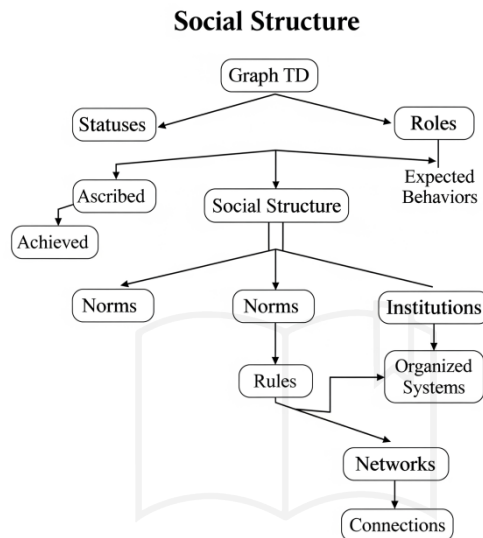 Social Structure
Graph TD
Statuses
Roles
Expected
Behaviors
Ascribed
Social Structure
Achieved
Norms
Norms
Institutions
Rules
Organized
Systems
Networks
Connections